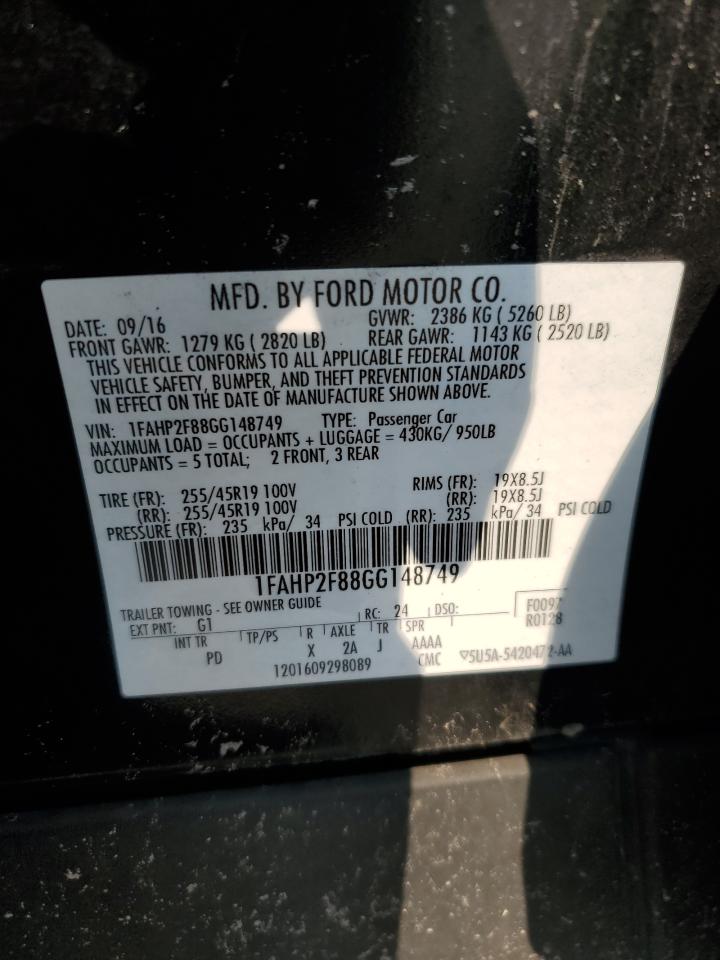 MFD. BY FORD MOTOR CO.
DATE: 09/16 GVWR: 2386 KG ( 5260 LB)
FRONT GAWR: 1279 KG ( 2820 LB) REAR GAWR: 1143 KG ( 2520 LB)
THIS VEHICLE CONFORMS TO ALL APPLICABLE FEDERAL MOTOR
VEHICLE SAFETY, BUMPER, AND THEFT PREVENTION STANDARDS
IN EFFECT ON THE DATE OF MANUFACTURE SHOWN ABOVE.
VIN: 1FAHP2F88GG148749 TYPE: Passenger Car
MAXIMUM LOAD = OCCUPANTS + LUGGAGE = 430KG/ 950LB
OCCUPANTS = 5 TOTAL; 2 FRONT, 3 REAR
TIRE (FR): 255/45R19 100V RIMS (FR): 19X8.5J
(RR): 255/45R19 100V (RR): 19X8.5J
PRESSURE (FR): 235 kPa/ 34 PSI COLD (RR): 235 kPa/ 34 PSI COLD
1FAHP2F88GG148749
TRAILER TOWING - SEE OWNER GUIDE
EXT PNT: G1 RC: 24 DSO: F0097
R0128
INT TR TP/PS R AXLE TR SPR
PD X 2A J AAAA
1201609298089 CMC ▽5U5A-5420472-AA